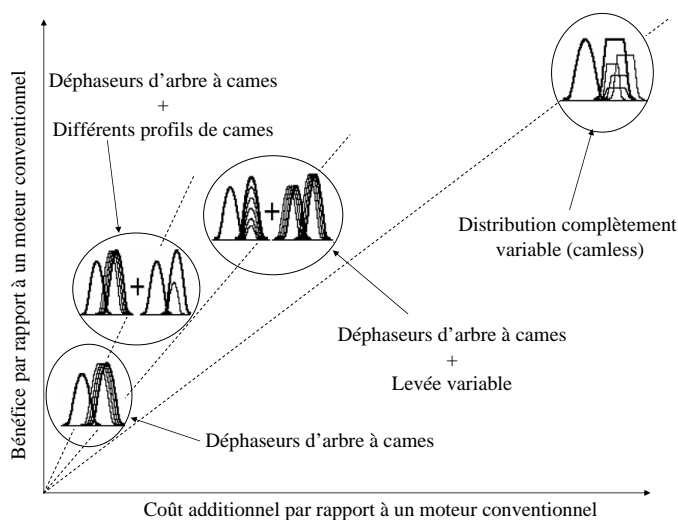 Déphaseurs d'arbre à cames
+
Différents profils de cames
+
+
Distribution complètement
variable (camless)
Déphaseurs d'arbre à cames
+
Levée variable
Déphaseurs d'arbre à cames
Bénéfice par rapport à un moteur conventionnel
Coût additionnel par rapport à un moteur conventionnel